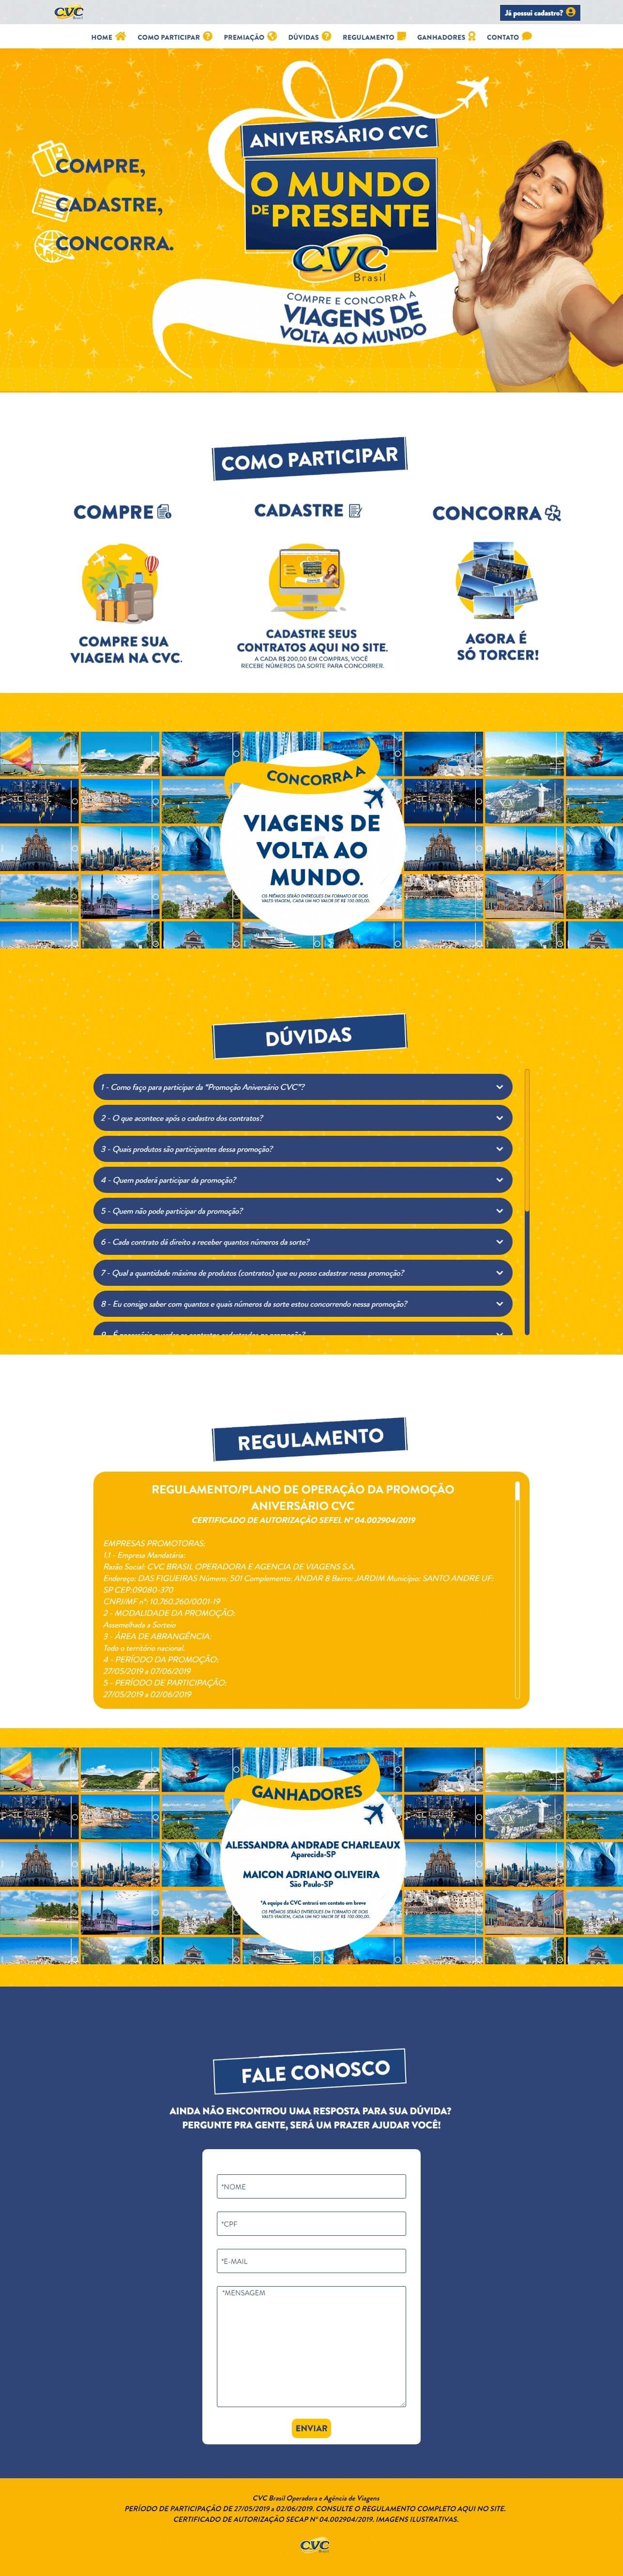 CVC
Brasil
Já possui cadastro?
HOME
COMO PARTICIPAR
PREMIAÇÃO
DÚVIDAS
REGULAMENTO
GANHADORES
CONTATO
COMPRE,
CADASTRE,
CONCORRA.
ANIVERSÁRIO CVC
O MUNDO
DE PRESENTE
CVC
Brasil
COMPRE E CONCORRA A
VIAGENS DE
VOLTA AO MUNDO
COMO PARTICIPAR
COMPRE
CADASTRE
CONCORRA
COMPRE SUA
VIAGEM NA CVC.
CADASTRE SEUS
CONTRATOS AQUI NO SITE.
A CADA R$ 200,00 EM COMPRAS, VOCÊ
RECEBE NÚMEROS DA SORTE PARA CONCORRER.
AGORA É
SÓ TORCER!
CONCORRA A
VIAGENS DE
VOLTA AO
MUNDO.
OS PRÊMIOS SERÃO ENTREGUES EM FORMATO DE DOIS
VALES-VIAGEM, CADA UM NO VALOR DE R$ 100.000,00.
DÚVIDAS
1 - Como faço para participar da "Promoção Aniversário CVC"?
2 - O que acontece após o cadastro dos contratos?
3 - Quais produtos são participantes dessa promoção?
4 - Quem poderá participar da promoção?
5 - Quem não pode participar da promoção?
6 - Cada contrato dá direito a receber quantos números da sorte?
7 - Qual a quantidade máxima de produtos (contratos) que eu posso cadastrar nessa promoção?
8 - Eu consigo saber com quantos e quais números da sorte estou concorrendo nessa promoção?
9 - É necessário guardar os contratos cadastrados na promoção?
REGULAMENTO
REGULAMENTO/PLANO DE OPERAÇÃO DA PROMOÇÃO
ANIVERSÁRIO CVC
CERTIFICADO DE AUTORIZAÇÃO SEFEL Nº 04.002904/2019
EMPRESAS PROMOTORAS:
1.1 - Empresa Mandatária:
Razão Social: CVC BRASIL OPERADORA E AGENCIA DE VIAGENS S.A.
Endereço: DAS FIGUEIRAS Número: 501 Complemento: ANDAR 8 Bairro: JARDIM Município: SANTO ANDRE UF:
SP CEP:09080-370
CNPJ/MF nº: 10.760.260/0001-19
2 - MODALIDADE DA PROMOÇÃO:
Assemelhado a Sorteio
3 - ÁREA DE ABRANGÊNCIA:
Todo o território nacional.
4 - PERÍODO DA PROMOÇÃO:
27/05/2019 a 07/06/2019
5 - PERÍODO DE PARTICIPAÇÃO:
27/05/2019 a 02/06/2019
GANHADORES
ALESSANDRA ANDRADE CHARLEAUX
Aparecida-SP
MAICON ADRIANO OLIVEIRA
São Paulo-SP
*A equipe da CVC entrará em contato em breve
OS PRÊMIOS SERÃO ENTREGUES EM FORMATO DE DOIS
VALES-VIAGEM, CADA UM NO VALOR DE R$ 100.000,00.
FALE CONOSCO
AINDA NÃO ENCONTROU UMA RESPOSTA PARA SUA DÚVIDA?
PERGUNTE PRA GENTE, SERÁ UM PRAZER AJUDAR VOCÊ!
*NOME
*CPF
*E-MAIL
*MENSAGEM
ENVIAR
CVC Brasil Operadora e Agência de Viagens
PERÍODO DE PARTICIPAÇÃO DE 27/05/2019 a 02/06/2019. CONSULTE O REGULAMENTO COMPLETO AQUI NO SITE.
CERTIFICADO DE AUTORIZAÇÃO SECAP Nº 04.002904/2019. IMAGENS ILUSTRATIVAS.
CVC
Brasil